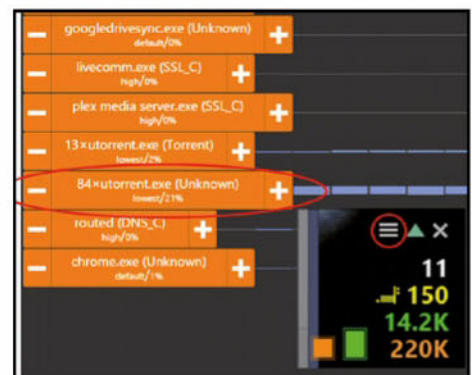 googledrivesync.exe (Unknown)
default/0%
livecomm.exe (SSL_C)
high/0%
plex media server.exe (SSL_C)
high/0%
13×utorrent.exe (Torrent)
lowest/2%
84×utorrent.exe (Unknown)
lowest/21%
routed (DNS_C)
high/0%
chrome.exe (Unknown)
default/1%
11
150
14.2K
220K